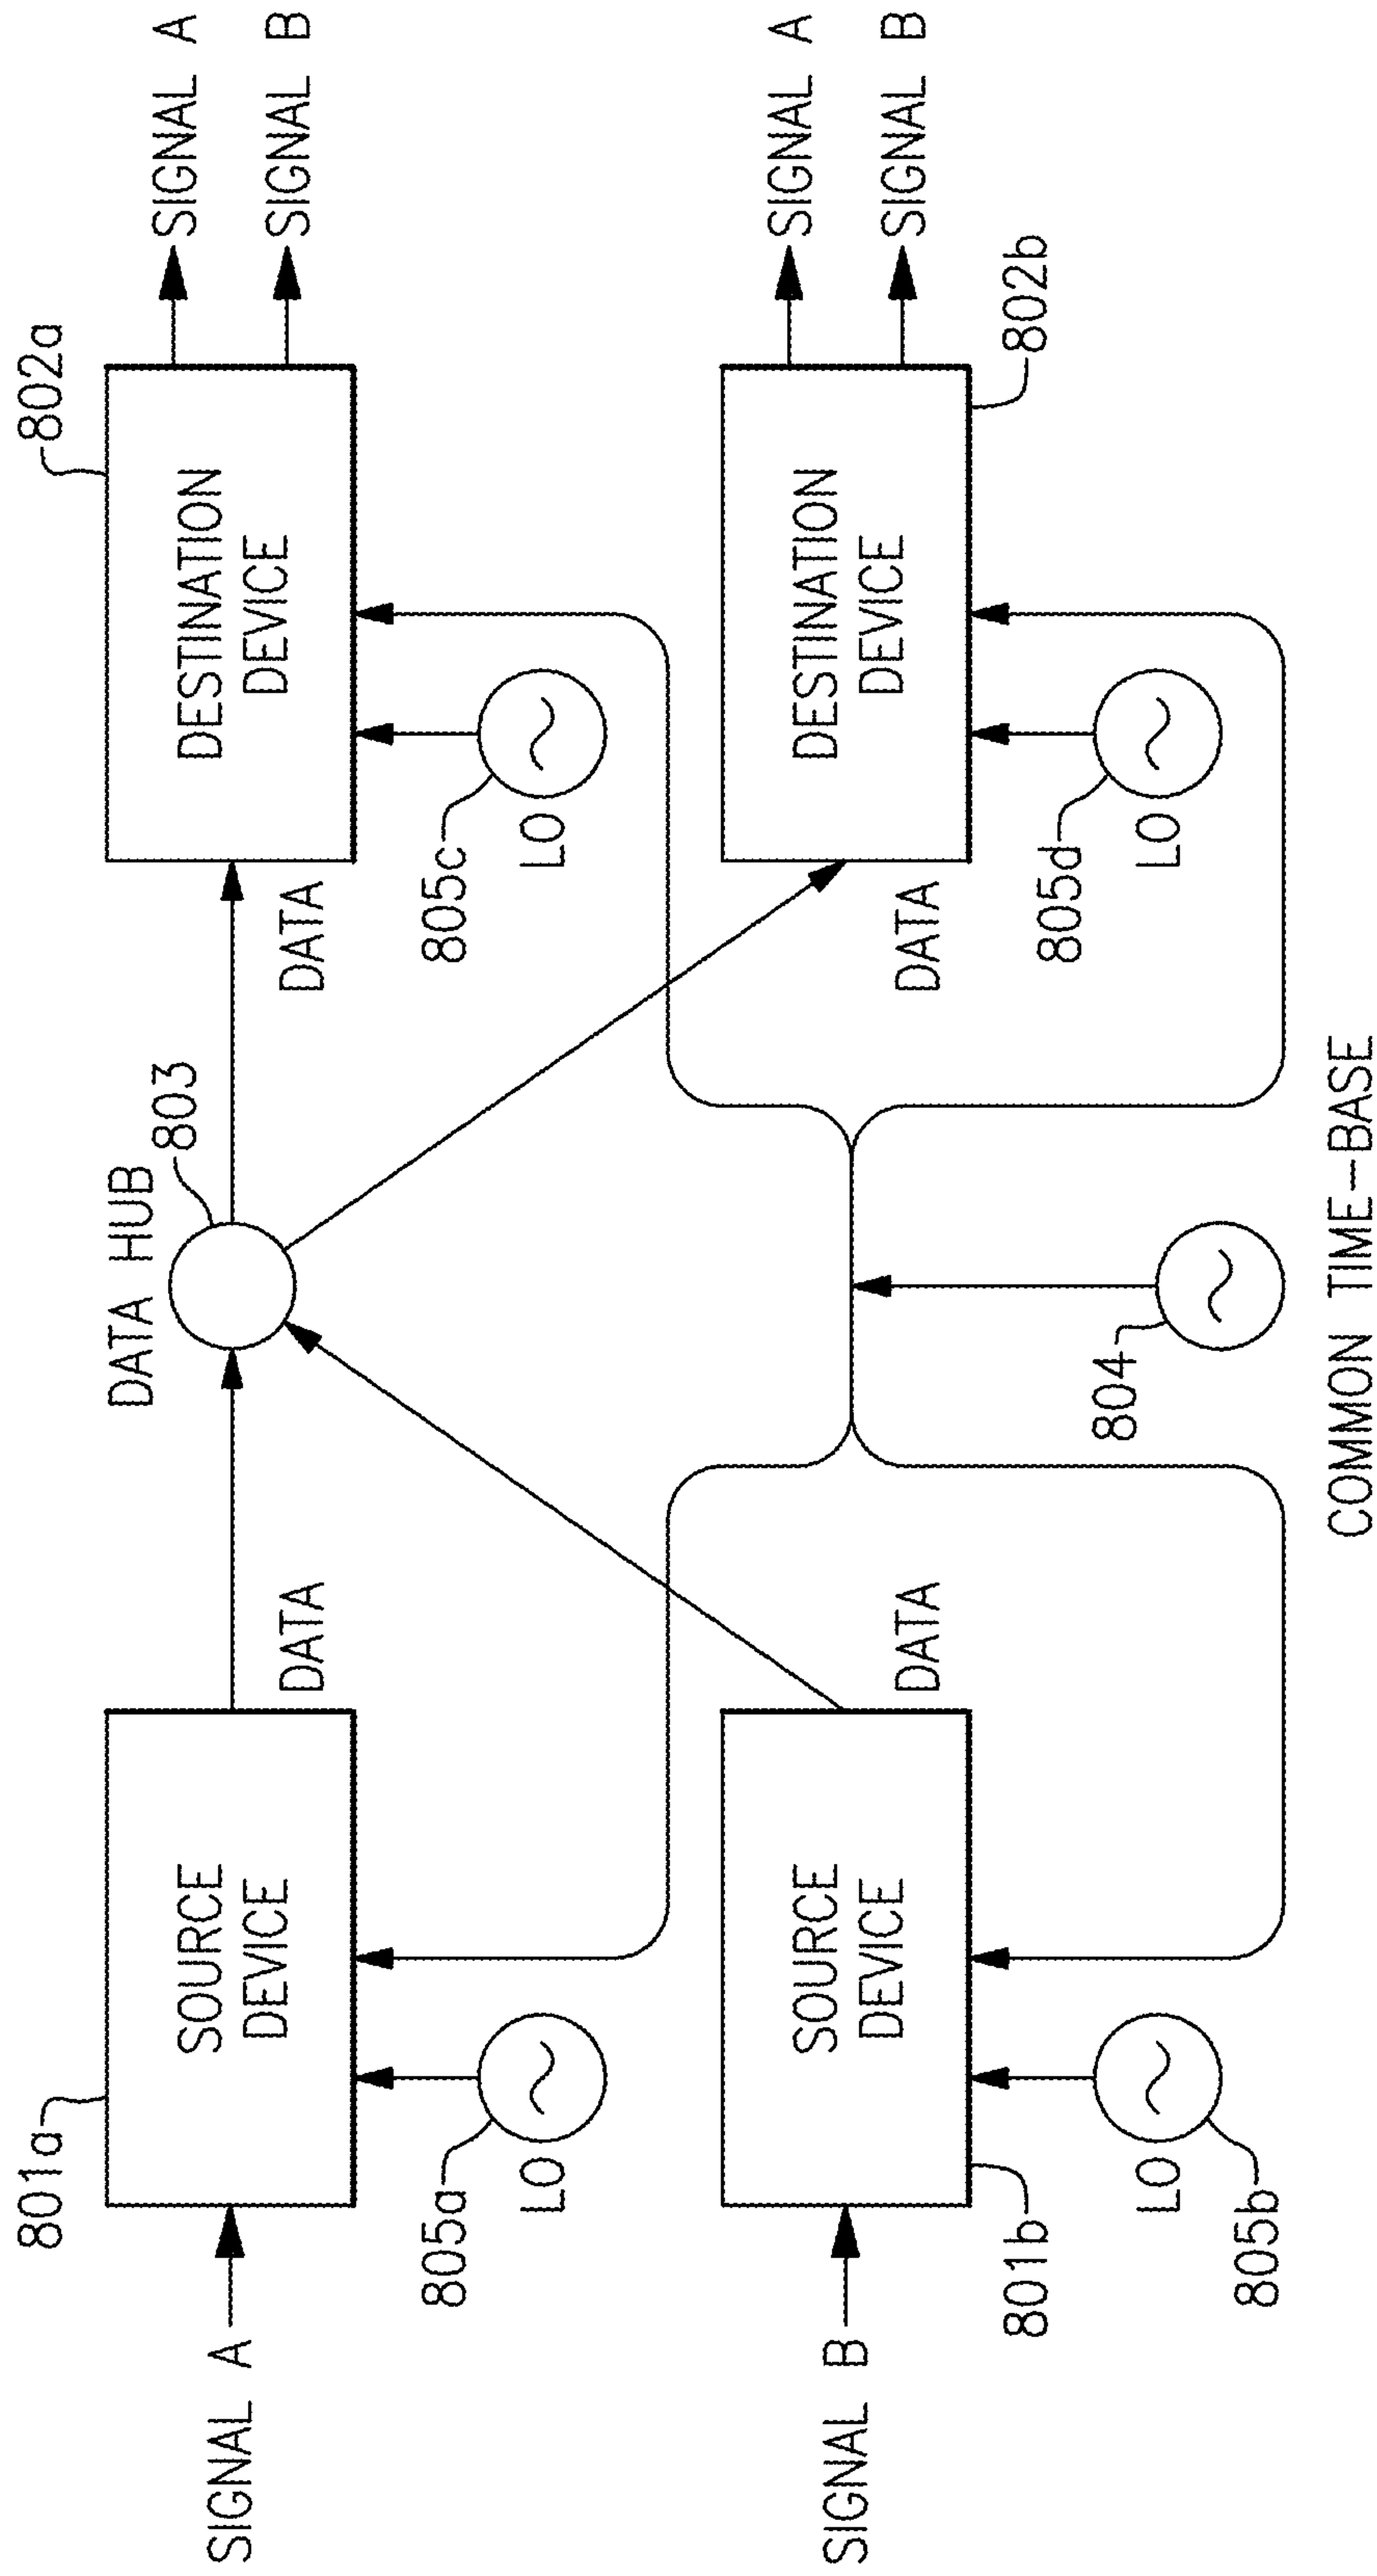 SIGNAL A
801a
SOURCE
DEVICE
805a
LO
DATA
DATA HUB
803
DATA
802a
DESTINATION
DEVICE
805c
LO
SIGNAL A
SIGNAL B
SIGNAL B
801b
SOURCE
DEVICE
805b
LO
DATA
804
COMMON TIME-BASE
DATA
DESTINATION
DEVICE
802b
805d
LO
SIGNAL A
SIGNAL B